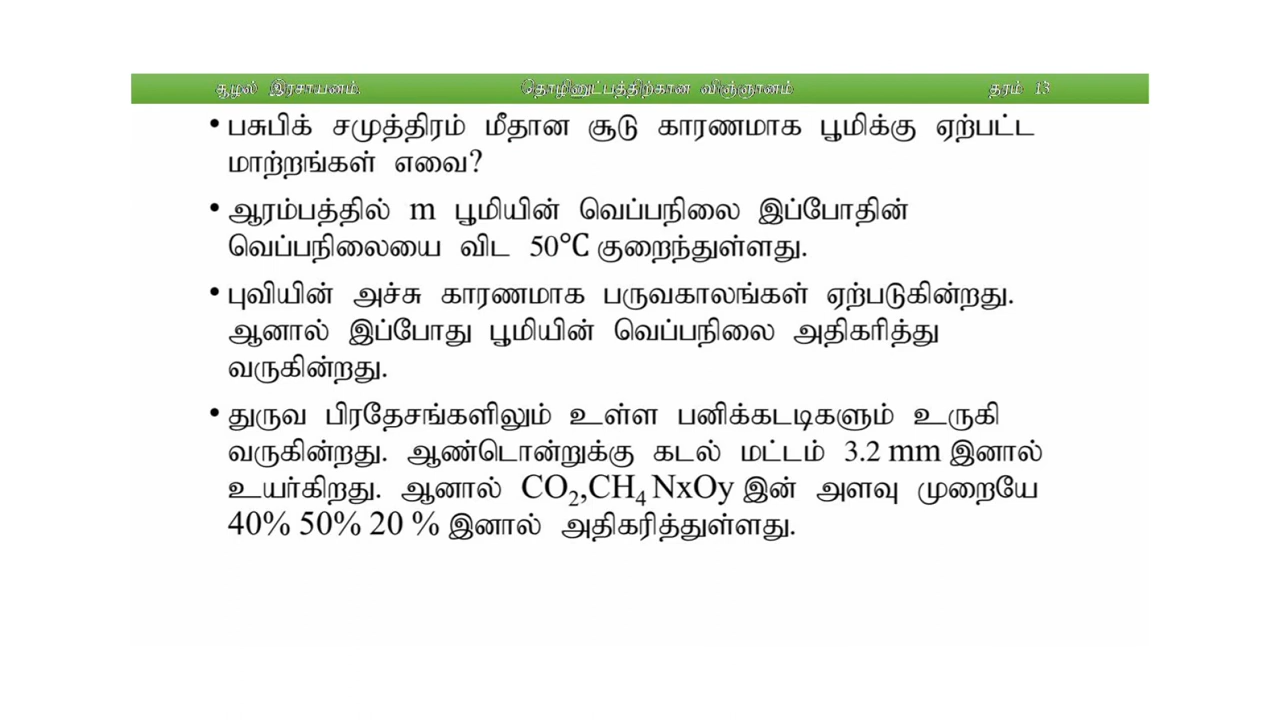 சூழல் இரசாயனம் தொழினுட்பத்திற்கான விஞ்ஞானம் தரம் 13
• பசுபிக் சமுத்திரம் மீதான சூடு காரணமாக பூமிக்கு ஏற்பட்ட
மாற்றங்கள் எவை?
• ஆரம்பத்தில் m பூமியின் வெப்பநிலை இப்போதின்
வெப்பநிலையை விட 50℃ குறைந்துள்ளது.
• புவியின் அச்சு காரணமாக பருவகாலங்கள் ஏற்படுகின்றது.
ஆனால் இப்போது பூமியின் வெப்பநிலை அதிகரித்து
வருகின்றது.
• துருவ பிரதேசங்களிலும் உள்ள பனிக்கடடிகளும் உருகி
வருகின்றது. ஆண்டொன்றுக்கு கடல் மட்டம் 3.2 mm இனால்
உயர்கிறது. ஆனால் CO₂,CH₄ NxOy இன் அளவு முறையே
40% 50% 20 % இனால் அதிகரித்துள்ளது.